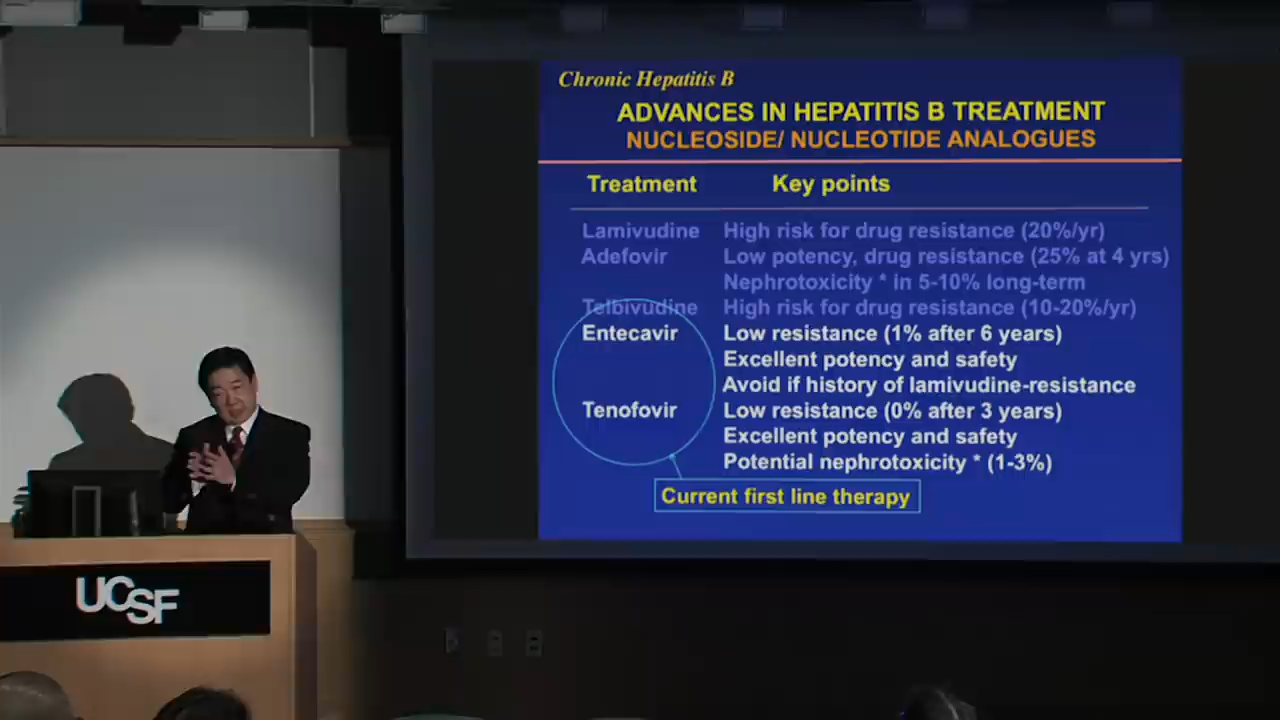 Chronic Hepatitis B
ADVANCES IN HEPATITIS B TREATMENT
NUCLEOSIDE/ NUCLEOTIDE ANALOGUES
Treatment Key points
Lamivudine High risk for drug resistance (20%/yr)
Adefovir Low potency, drug resistance (25% at 4 yrs)
Nephrotoxicity * in 5-10% long-term
Telbivudine High risk for drug resistance (10-20%/yr)
Entecavir Low resistance (1% after 6 years)
Excellent potency and safety
Avoid if history of lamivudine-resistance
Tenofovir Low resistance (0% after 3 years)
Excellent potency and safety
Potential nephrotoxicity * (1-3%)
Current first line therapy
UCSF